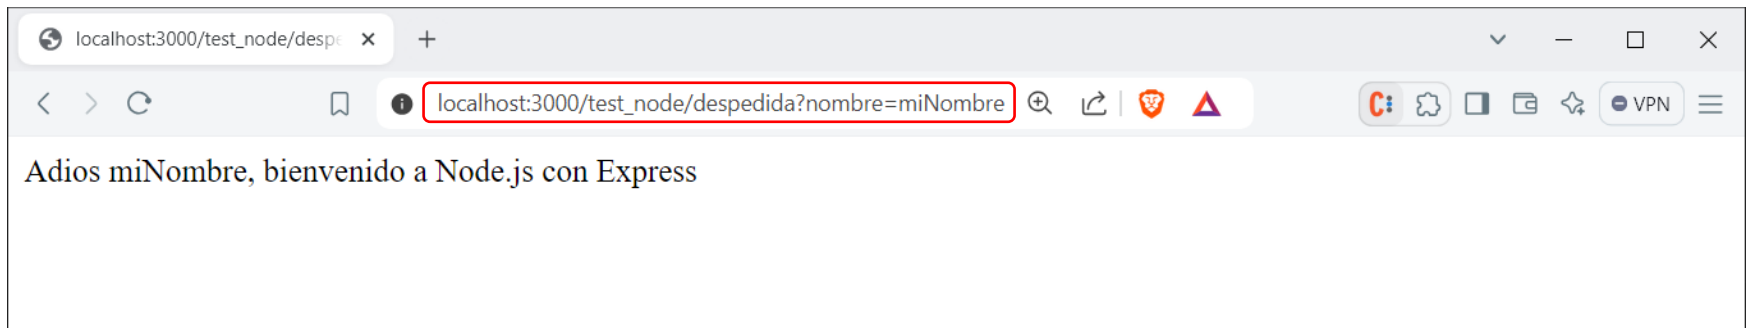 localhost:3000/test_node/despe
localhost:3000/test_node/despedida?nombre=miNombre
VPN
Adios miNombre, bienvenido a Node.js con Express